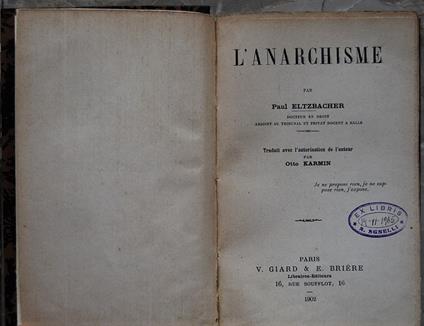 L'ANARCHISME
PAR
Paul ELTZBACHER
DOCTEUR EN DROIT
ASSESSEUR AU TRIBUNAL ET PRIVAT DOCENT A HALLE
Traduit avec l'autorisation de l'auteur
PAR
Otto KARMIN
Je ne propose rien, je ne sup-
pose rien, j'expose.
EX LIBRIS
S. AGNELLI
PARIS
V. GIARD & E. BRIÈRE
Libraires-Editeurs
16, RUE SOUFFLOT, 16
1902